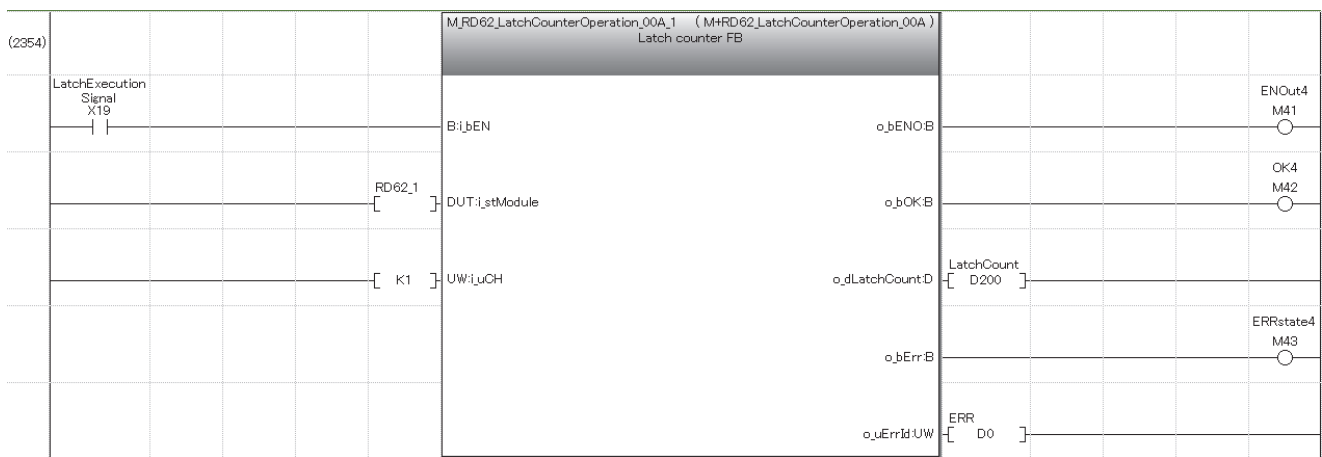 M_RD62_LatchCounterOperation_00A_1 ( M+RD62_LatchCounterOperation_00A )
Latch counter FB
(2354)
LatchExecution
Signal
X19
B:i_bEN
o_bENO:B
ENOut4
M41
RD62_1
DUT:i_stModule
o_bOK:B
OK4
M42
K1
UW:i_uCH
o_dLatchCount:D
LatchCount
D200
o_bErr:B
ERRstate4
M43
o_uErrId:UW
ERR
D0